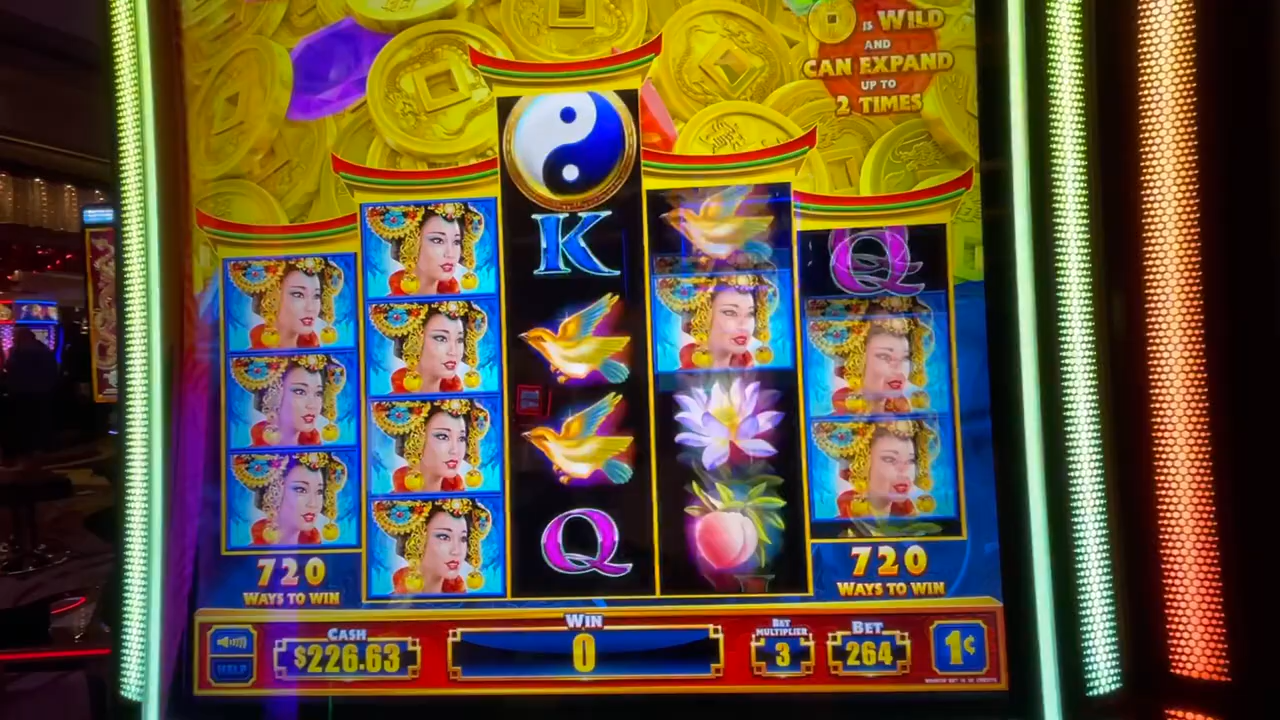 IS WILD
AND
CAN EXPAND
UP TO
2 TIMES
K
Q
Q
720
WAYS TO WIN
720
WAYS TO WIN
HELP
CASH
$226.63
WIN
0
BET
MULTIPLIER
3
BET
264
1¢